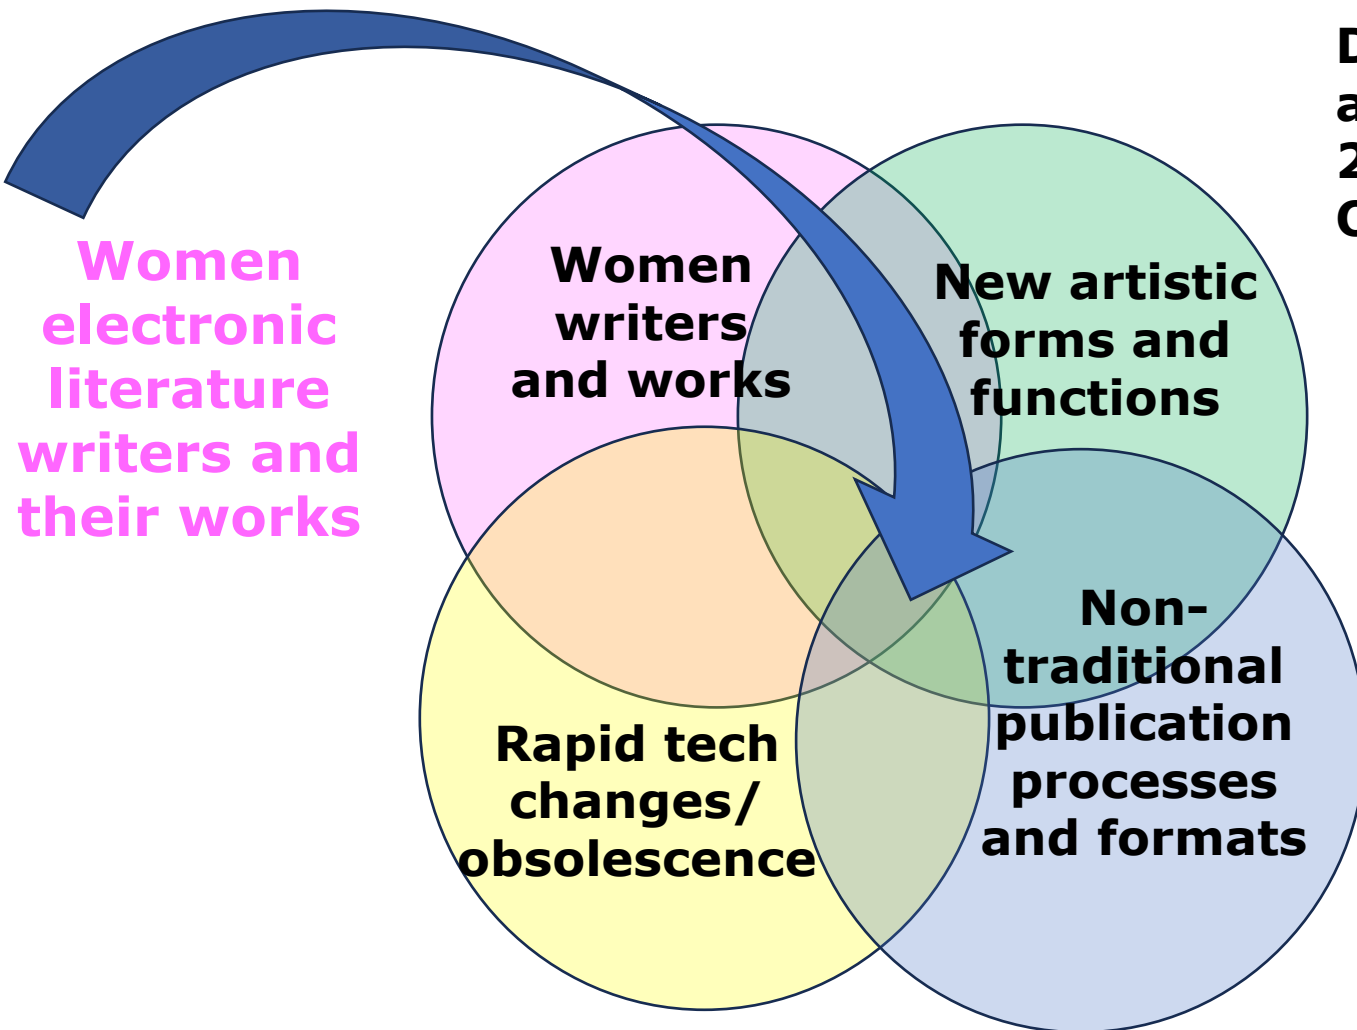 Women
electronic
literature
writers and
their works
Women
writers
and works
New artistic
forms and
functions
Rapid tech
changes/
obsolescence
Non-
traditional
publication
processes
and formats